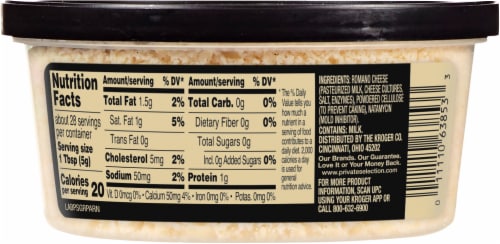 Nutrition
Facts
about 28 servings
per container
Serving size
1 Tbsp (5g)
Calories
per serving 20
Amount/serving % DV*
Total Fat 1.5g 2%
Sat. Fat 1g 5%
Trans Fat 0g
Cholesterol 5mg 2%
Sodium 50mg 2%
Amount/serving % DV*
Total Carb. 0g 0%
Dietary Fiber 0g 0%
Total Sugars 0g
Incl. 0g Added Sugars 0%
Protein 1g
Vit. D 0mcg 0% • Calcium 50mg 4% • Iron 0mg 0% • Potas. 0mg 0%
* The % Daily
Value tells you
how much a
nutrient in a
serving of food
contributes to a
daily diet. 2,000
calories a day
is used for
general nutrition
advice.
INGREDIENTS: ROMANO CHEESE
(PASTEURIZED MILK, CHEESE CULTURES,
SALT, ENZYMES), POWDERED CELLULOSE
(TO PREVENT CAKING), NATAMYCIN
(MOLD INHIBITOR).
CONTAINS: MILK.
DISTRIBUTED BY THE KROGER CO.
CINCINNATI, OHIO 45202
Our Brands. Our Guarantee.
Love It or Your Money Back.
www.privateselection.com
FOR MORE PRODUCT
INFORMATION, SCAN UPC
USING YOUR KROGER APP OR
CALL 800-632-6900
0 11110 63853 3